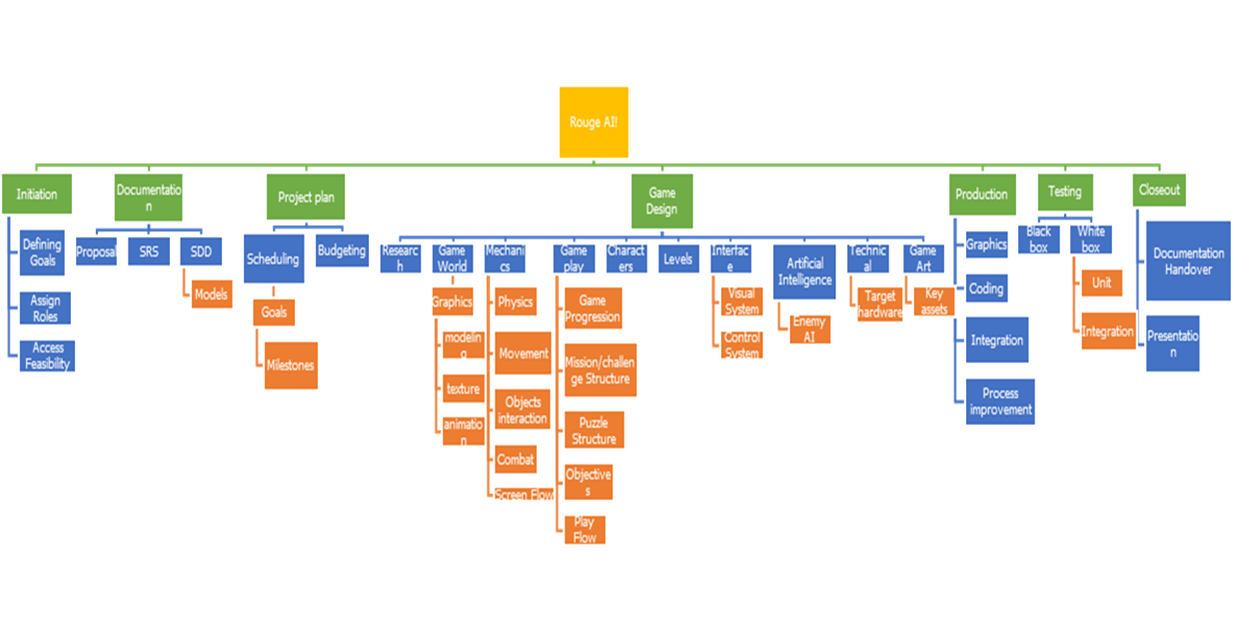 Rouge AI!
Initiation
Documentatio
n
Project plan
Game
Design
Production
Testing
Closeout
Defining
Goals
Assign
Roles
Access
Feasibility
Proposal
SRS
SDD
Models
Scheduling
Budgeting
Goals
Milestones
Researc
h
Game
World
Mechani
cs
Game
play
Charact
ers
Levels
Interfac
e
Artificial
Intelligence
Technic
al
Game
Art
Graphics
modelin
g
texture
animatio
n
Physics
Movement
Objects
interaction
Combat
Screen Flow
Game
Progression
Mission/challen
ge Structure
Puzzle
Structure
Objective
s
Play
Flow
Visual
System
Control
System
Enemy
AI
Target
hardware
Key
assets
Graphics
Coding
Integration
Process
improvement
Black
box
White
box
Unit
Integration
Documentation
Handover
Presentatio
n